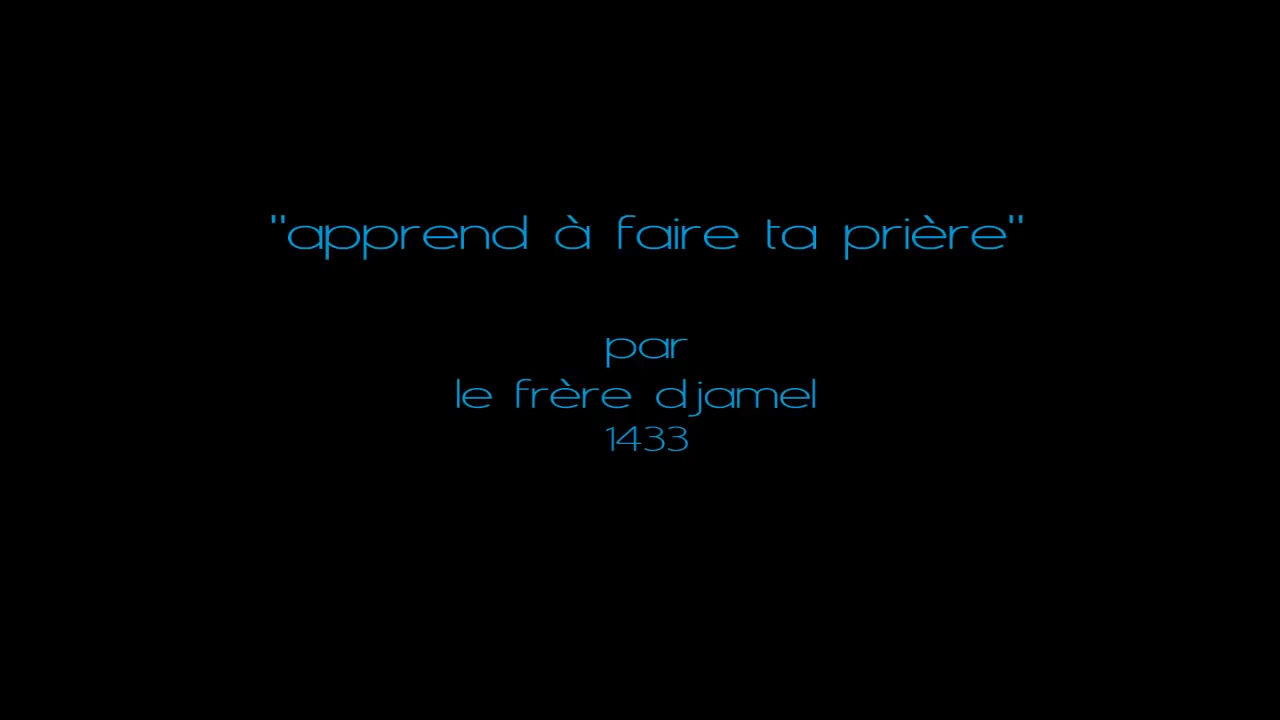 "apprend à faire ta prière"
par
le frère djamel
1433